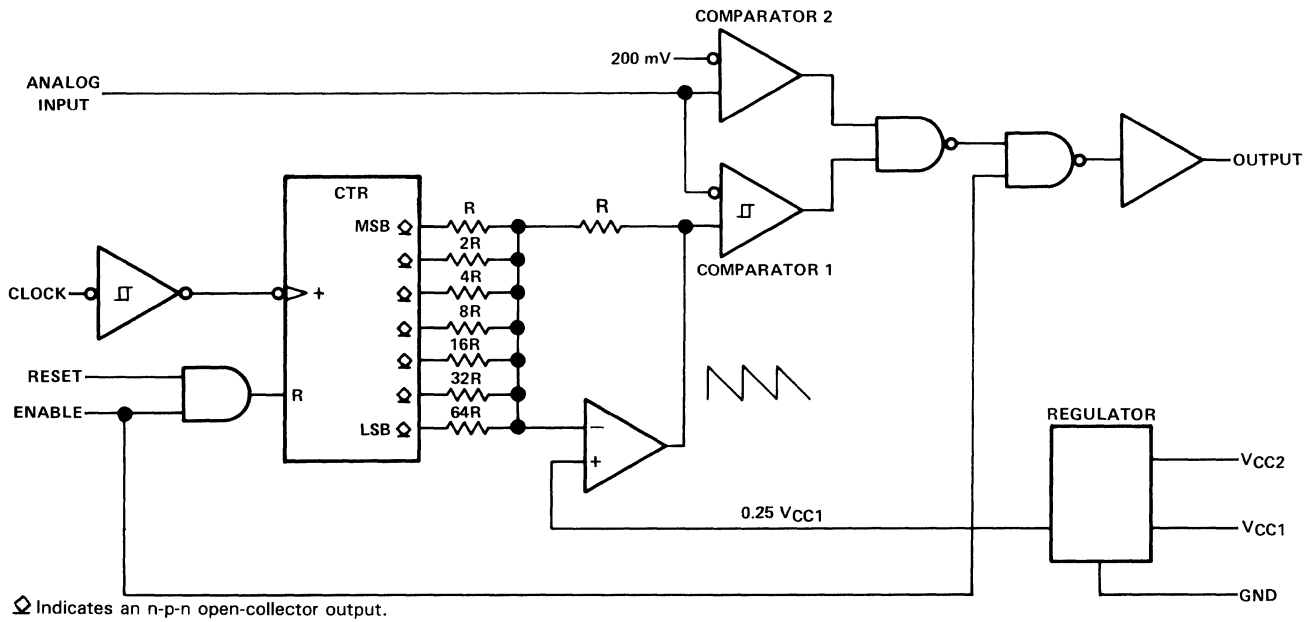 COMPARATOR 2
200 mV
ANALOG
INPUT
OUTPUT
CTR
MSB
R
R
2R
COMPARATOR 1
4R
CLOCK
+
8R
16R
RESET
R
32R
ENABLE
64R
LSB
−
+
REGULATOR
VCC2
0.25 VCC1
VCC1
GND
Indicates an n-p-n open-collector output.